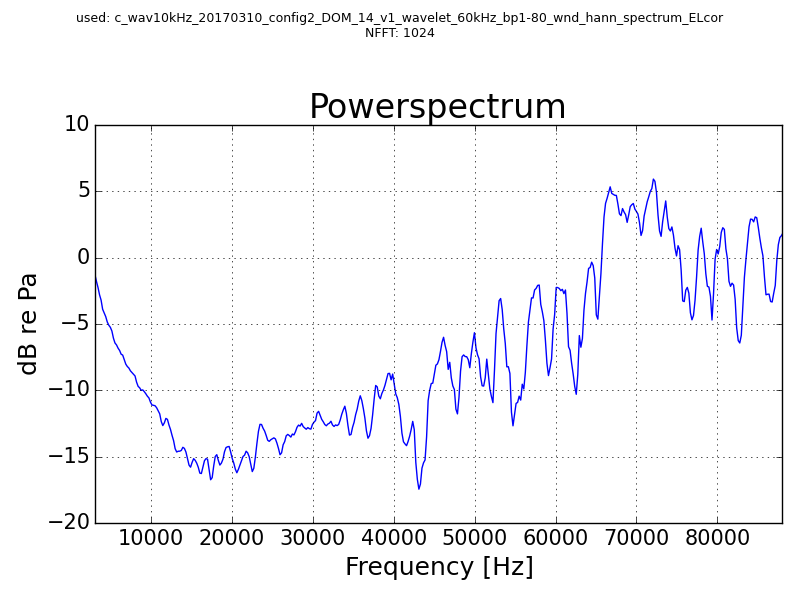 used: c_wav10kHz_20170310_config2_DOM_14_v1_wavelet_60kHz_bp1-80_wnd_hann_spectrum_ELcor
NFFT: 1024
Powerspectrum
10
5
0
−5
−10
−15
−20
dB re Pa
10000 20000 30000 40000 50000 60000 70000 80000
Frequency [Hz]